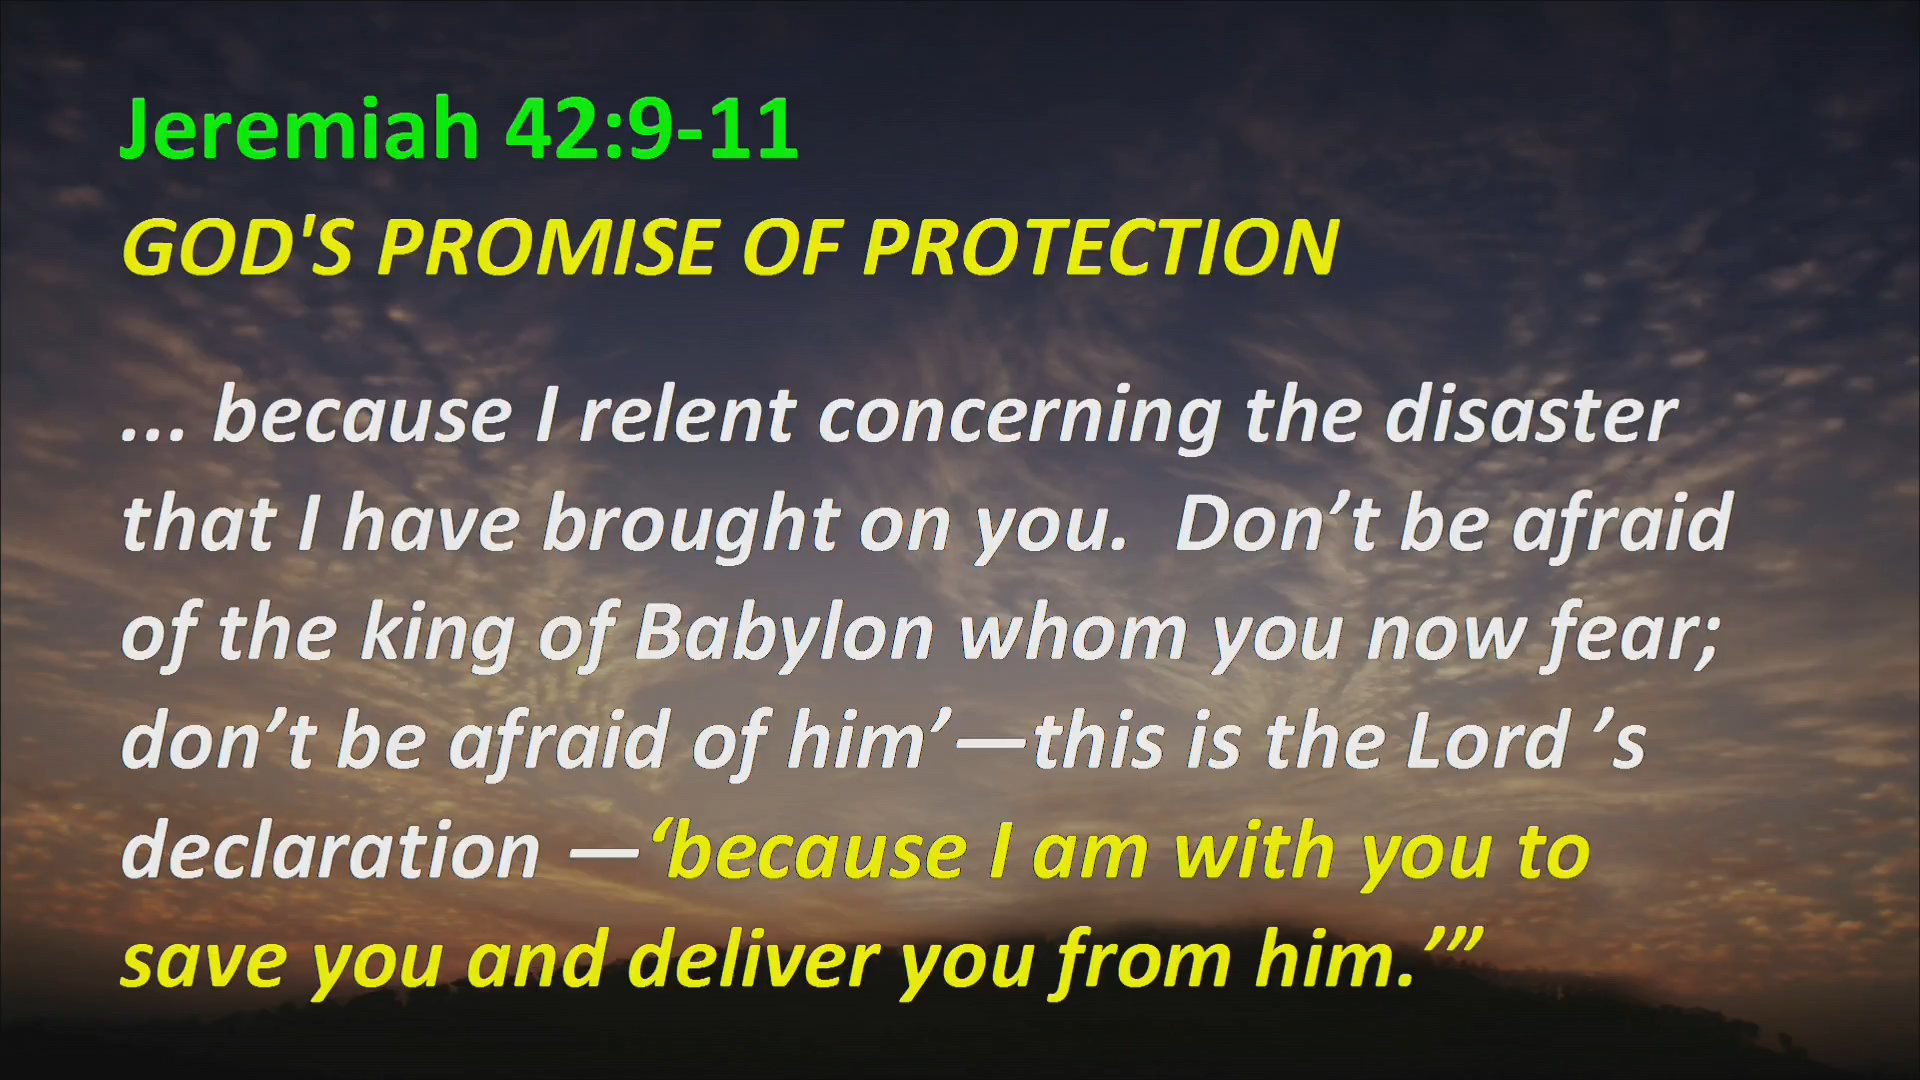 Jeremiah 42:9-11
GOD'S PROMISE OF PROTECTION
... because I relent concerning the disaster
that I have brought on you.  Don’t be afraid
of the king of Babylon whom you now fear;
don’t be afraid of him’—this is the Lord ’s
declaration —‘because I am with you to
save you and deliver you from him.’”